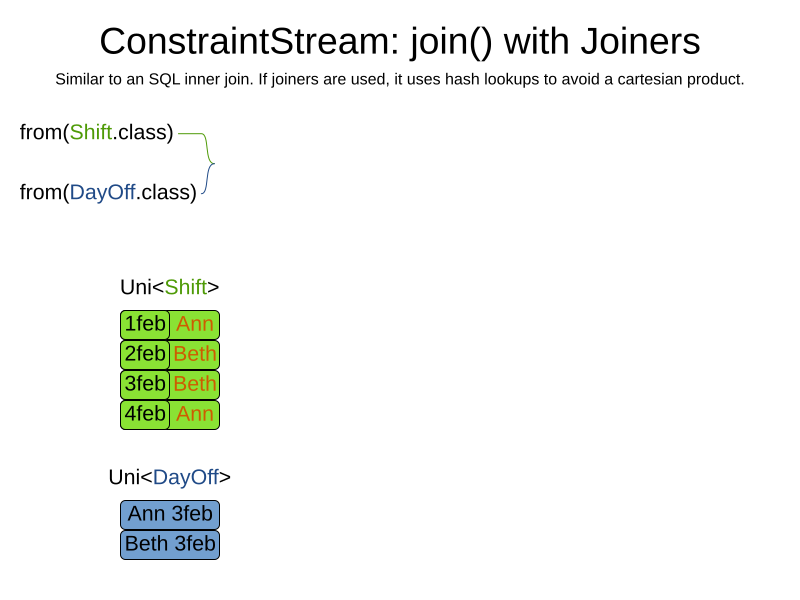 ConstraintStream: join() with Joiners
Similar to an SQL inner join. If joiners are used, it uses hash lookups to avoid a cartesian product.
from(Shift.class)
from(DayOff.class)
Uni<Shift>
1feb Ann
2feb Beth
3feb Beth
4feb Ann
Uni<DayOff>
Ann 3feb
Beth 3feb